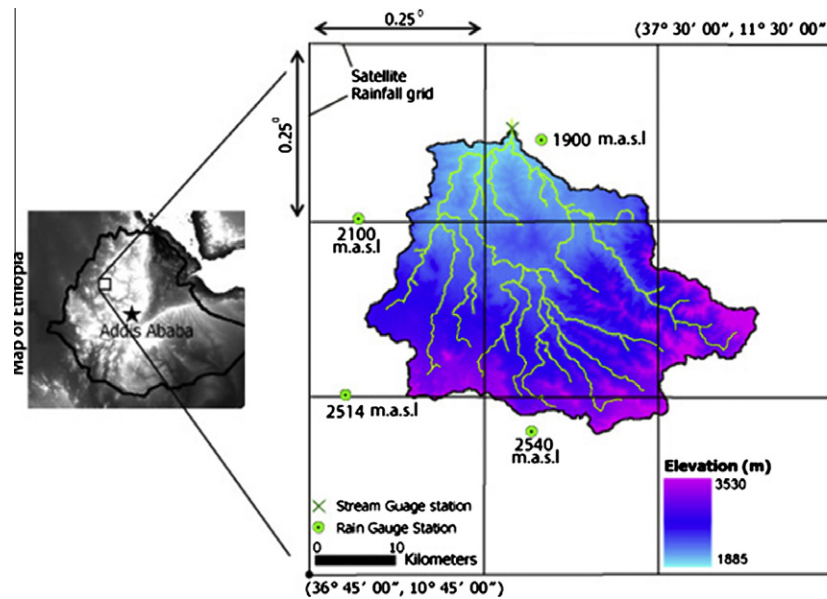 0.25°
(37° 30' 00", 11° 30' 00")
Satellite
Rainfall grid
0.25°
1900 m.a.s.l
2100
m.a.s.l
Map of Ethiopia
Addis Ababa
2514 m.a.s.l
2540
m.a.s.l
Elevation (m)
3530
1885
Stream Guage station
Rain Gauge Station
0 10
Kilometers
(36° 45' 00", 10° 45' 00")